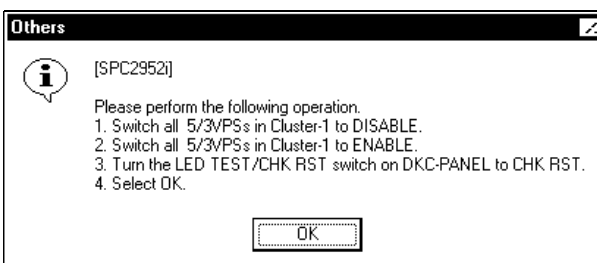 Others
[SPC2952i]
Please perform the following operation.
1. Switch all 5/3VPSs in Cluster-1 to DISABLE.
2. Switch all 5/3VPSs in Cluster-1 to ENABLE.
3. Turn the LED TEST/CHK RST switch on DKC-PANEL to CHK RST.
4. Select OK.
OK